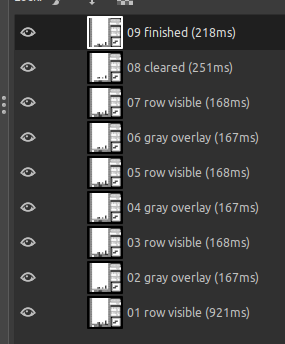 09 finished (218ms)
08 cleared (251ms)
07 row visible (168ms)
06 gray overlay (167ms)
05 row visible (168ms)
04 gray overlay (167ms)
03 row visible (168ms)
02 gray overlay (167ms)
01 row visible (921ms)